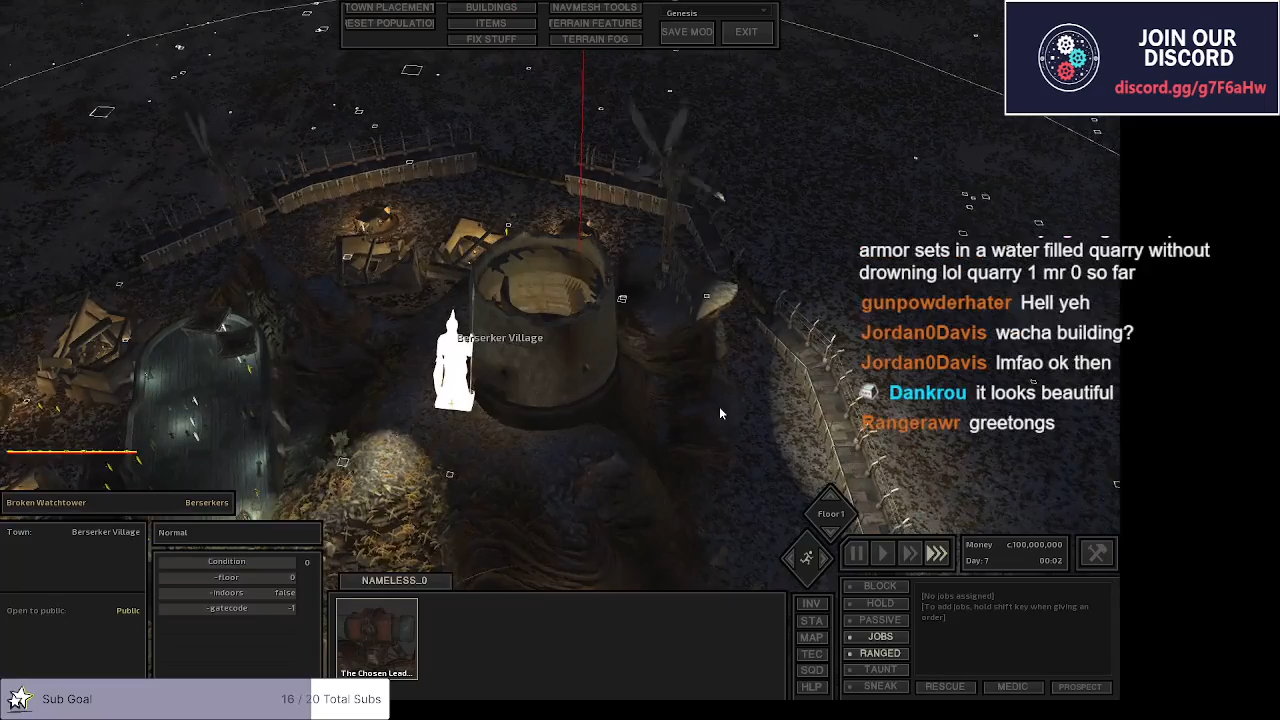 TOWN PLACEMENT
BUILDINGS
NAVMESH TOOLS
Genesis
RESET POPULATIO
ITEMS
TERRAIN FEATURES
SAVE MOD
EXIT
FIX STUFF
TERRAIN FOG
JOIN OUR
DISCORD
discord.gg/g7F6aHw
armor sets in a water filled quarry without
drowning lol quarry 1 mr 0 so far
gunpowderhater Hell yeh
Jordan0Davis wacha building?
Jordan0Davis lmfao ok then
Dankrou it looks beautiful
Rangerawr greetongs
Berserker Village
Broken Watchtower Berserkers
Town: Berserker Village
Open to public: Public
Normal
Condition 0
-floor 0
-indoors false
-gatecode -1
NAMELESS_0
The Chosen Lead...
Floor 1
Money c.100,000,000
Day: 7 00:02
INV
STA
MAP
TEC
SQD
HLP
BLOCK
HOLD
PASSIVE
JOBS
RANGED
TAUNT
SNEAK
[No jobs assigned]
[To add jobs, hold shift key when giving an
order]
RESCUE
MEDIC
PROSPECT
Sub Goal 16 / 20 Total Subs